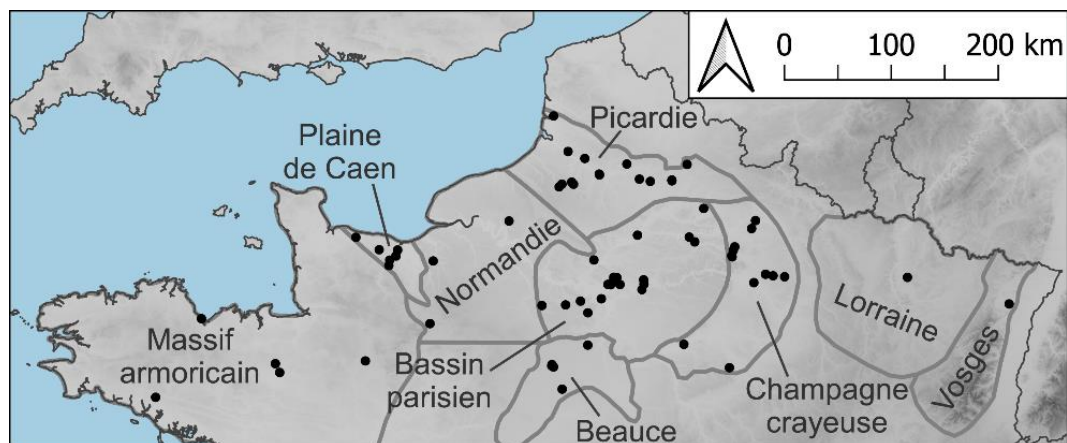 0 100 200 km
Picardie
Plaine
de Caen
Normandie
Lorraine
Massif
armoricain
Bassin
parisien
Vosges
Champagne
crayeuse
Beauce